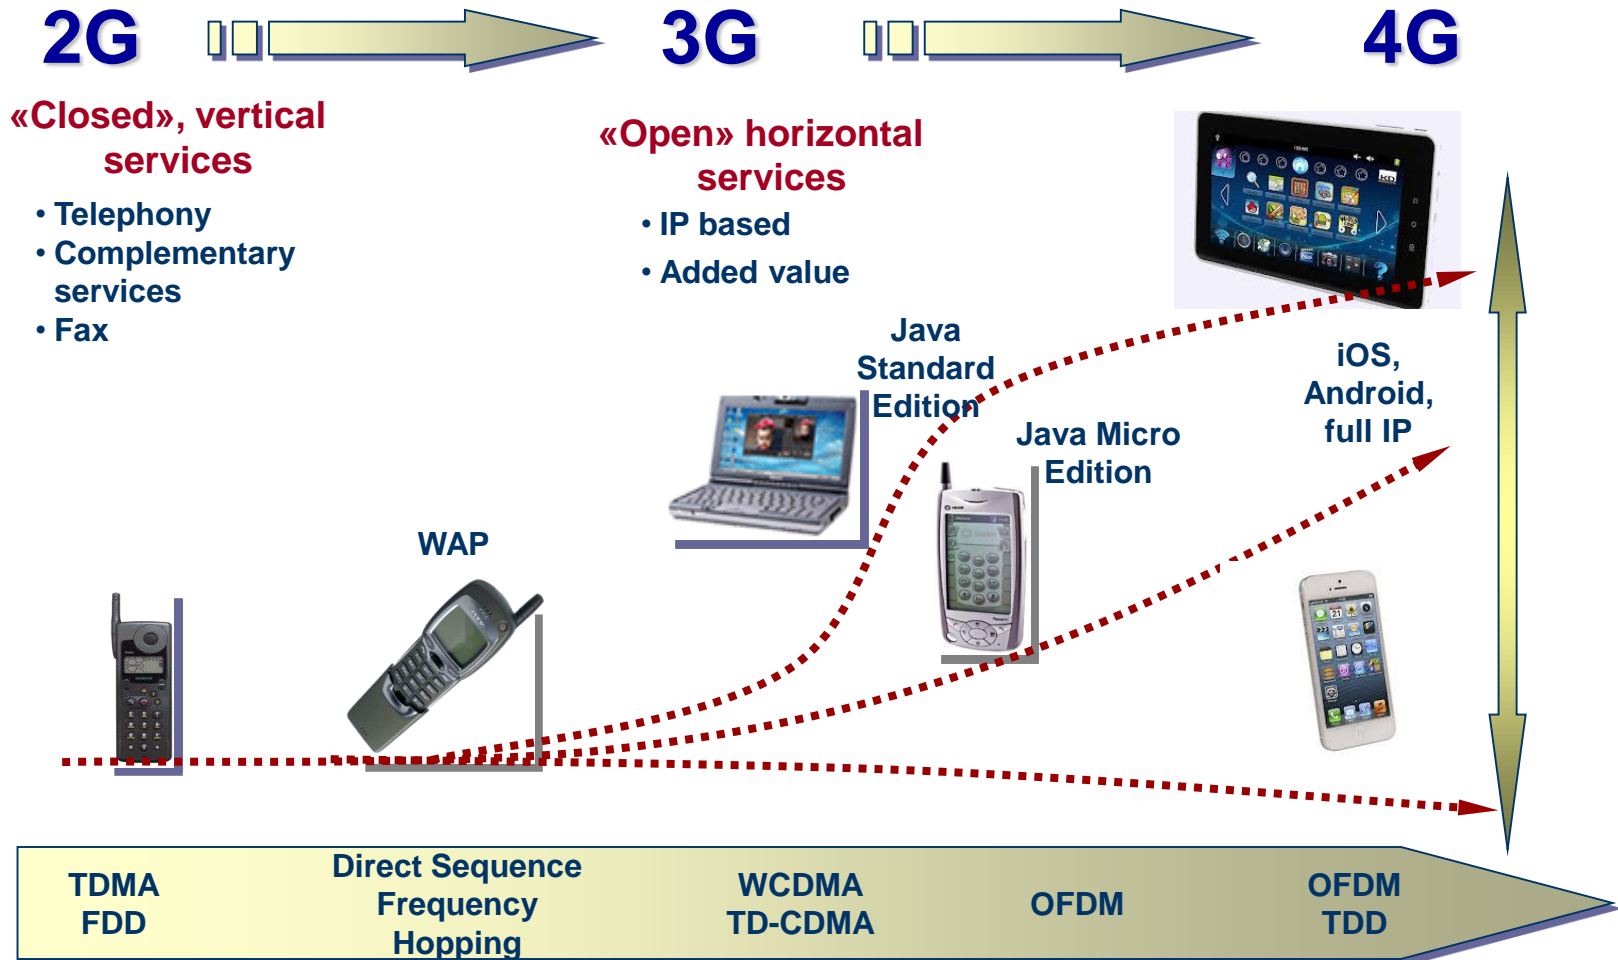 2G
3G
4G
«Closed», vertical
services
• Telephony
• Complementary
services
• Fax
«Open» horizontal
services
• IP based
• Added value
Java
Standard
Edition
Java Micro
Edition
iOS,
Android,
full IP
WAP
TDMA
FDD
Direct Sequence
Frequency
Hopping
WCDMA
TD-CDMA
OFDM
OFDM
TDD